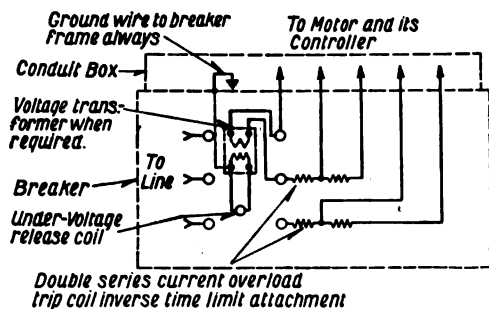 Ground wire to breaker
frame always
To Motor and its
Controller
Conduit Box
Voltage trans-
former when
required.
To
Line
Breaker
Under-Voltage
release coil
Double series current overload
trip coil inverse time limit attachment